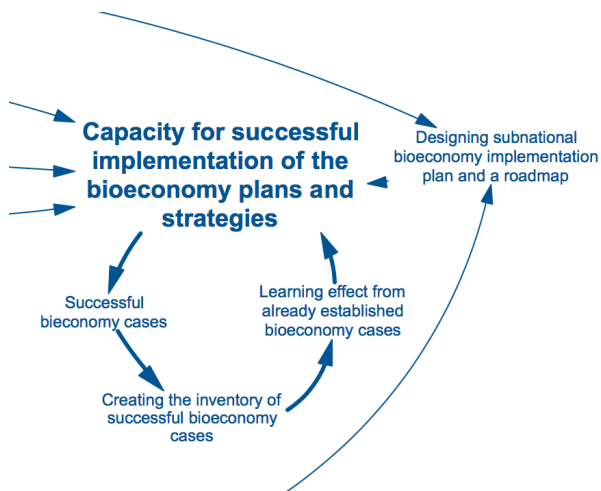 Capacity for successful
implementation of the
bioeconomy plans and
strategies
Designing subnational
bioeconomy implementation
plan and a roadmap
Successful
bieconomy cases
Learning effect from
already established
bioeconomy cases
Creating the inventory of
successful bioeconomy
cases